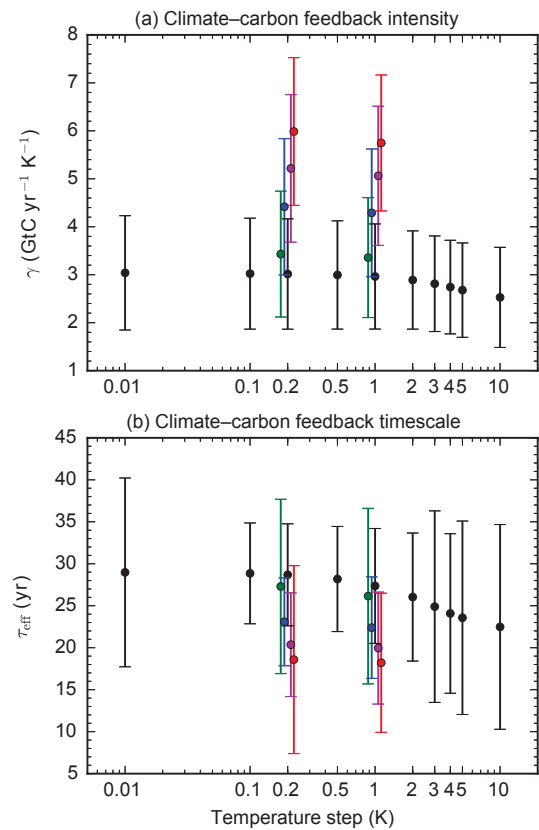 (a) Climate–carbon feedback intensity
8
7
6
5
4
3
2
1
γ (GtC yr⁻¹ K⁻¹)
0.01 0.1 0.2 0.5 1 2 3 4 5 10
(b) Climate–carbon feedback timescale
45
40
35
30
25
20
15
10
5
τ_eff (yr)
0.01 0.1 0.2 0.5 1 2 3 4 5 10
Temperature step (K)